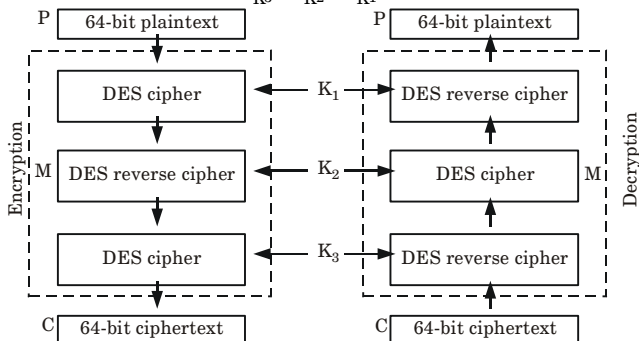 P 64-bit plaintext
DES cipher
M DES reverse cipher
DES cipher
C 64-bit ciphertext
Encryption
K1
K2
K3
P 64-bit plaintext
DES reverse cipher
DES cipher M
DES reverse cipher
C 64-bit ciphertext
Decryption